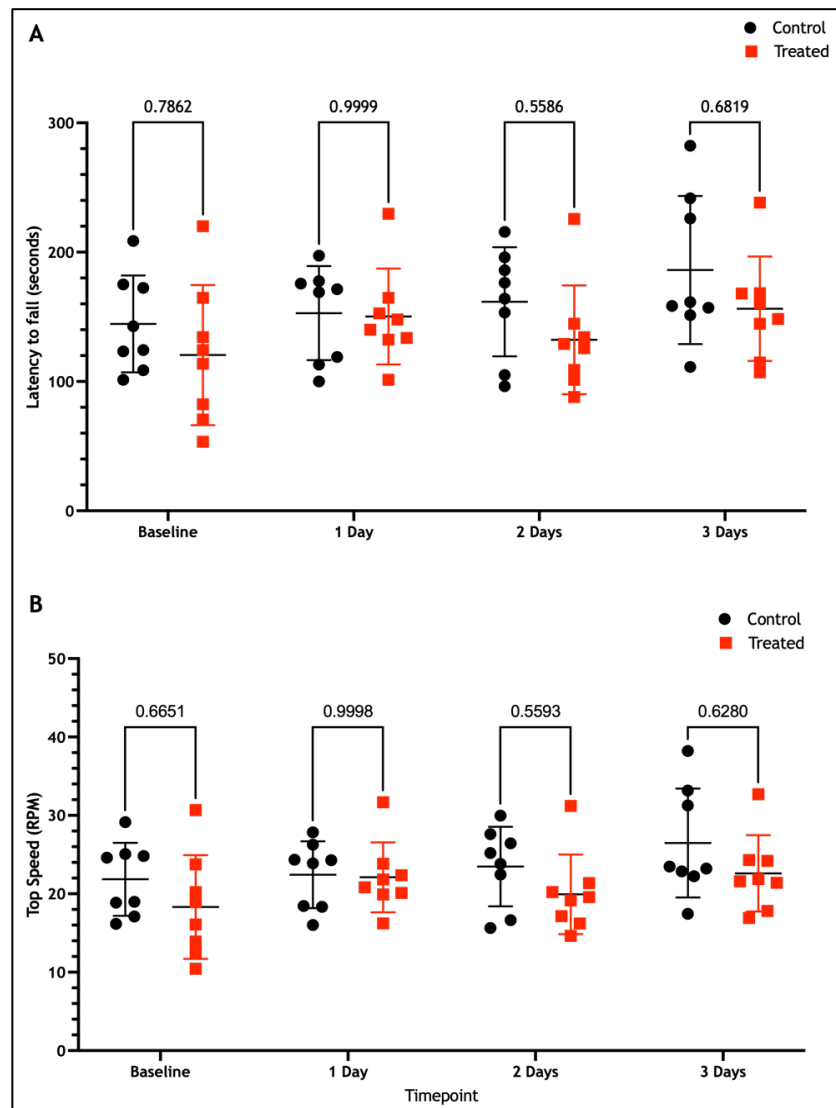 A
Control
Treated
0.7862
0.9999
0.5586
0.6819
Latency to fall (seconds)
300
200
100
0
Baseline
1 Day
2 Days
3 Days
B
Control
Treated
0.6651
0.9998
0.5593
0.6280
Top Speed (RPM)
50
40
30
20
10
0
Baseline
1 Day
2 Days
3 Days
Timepoint